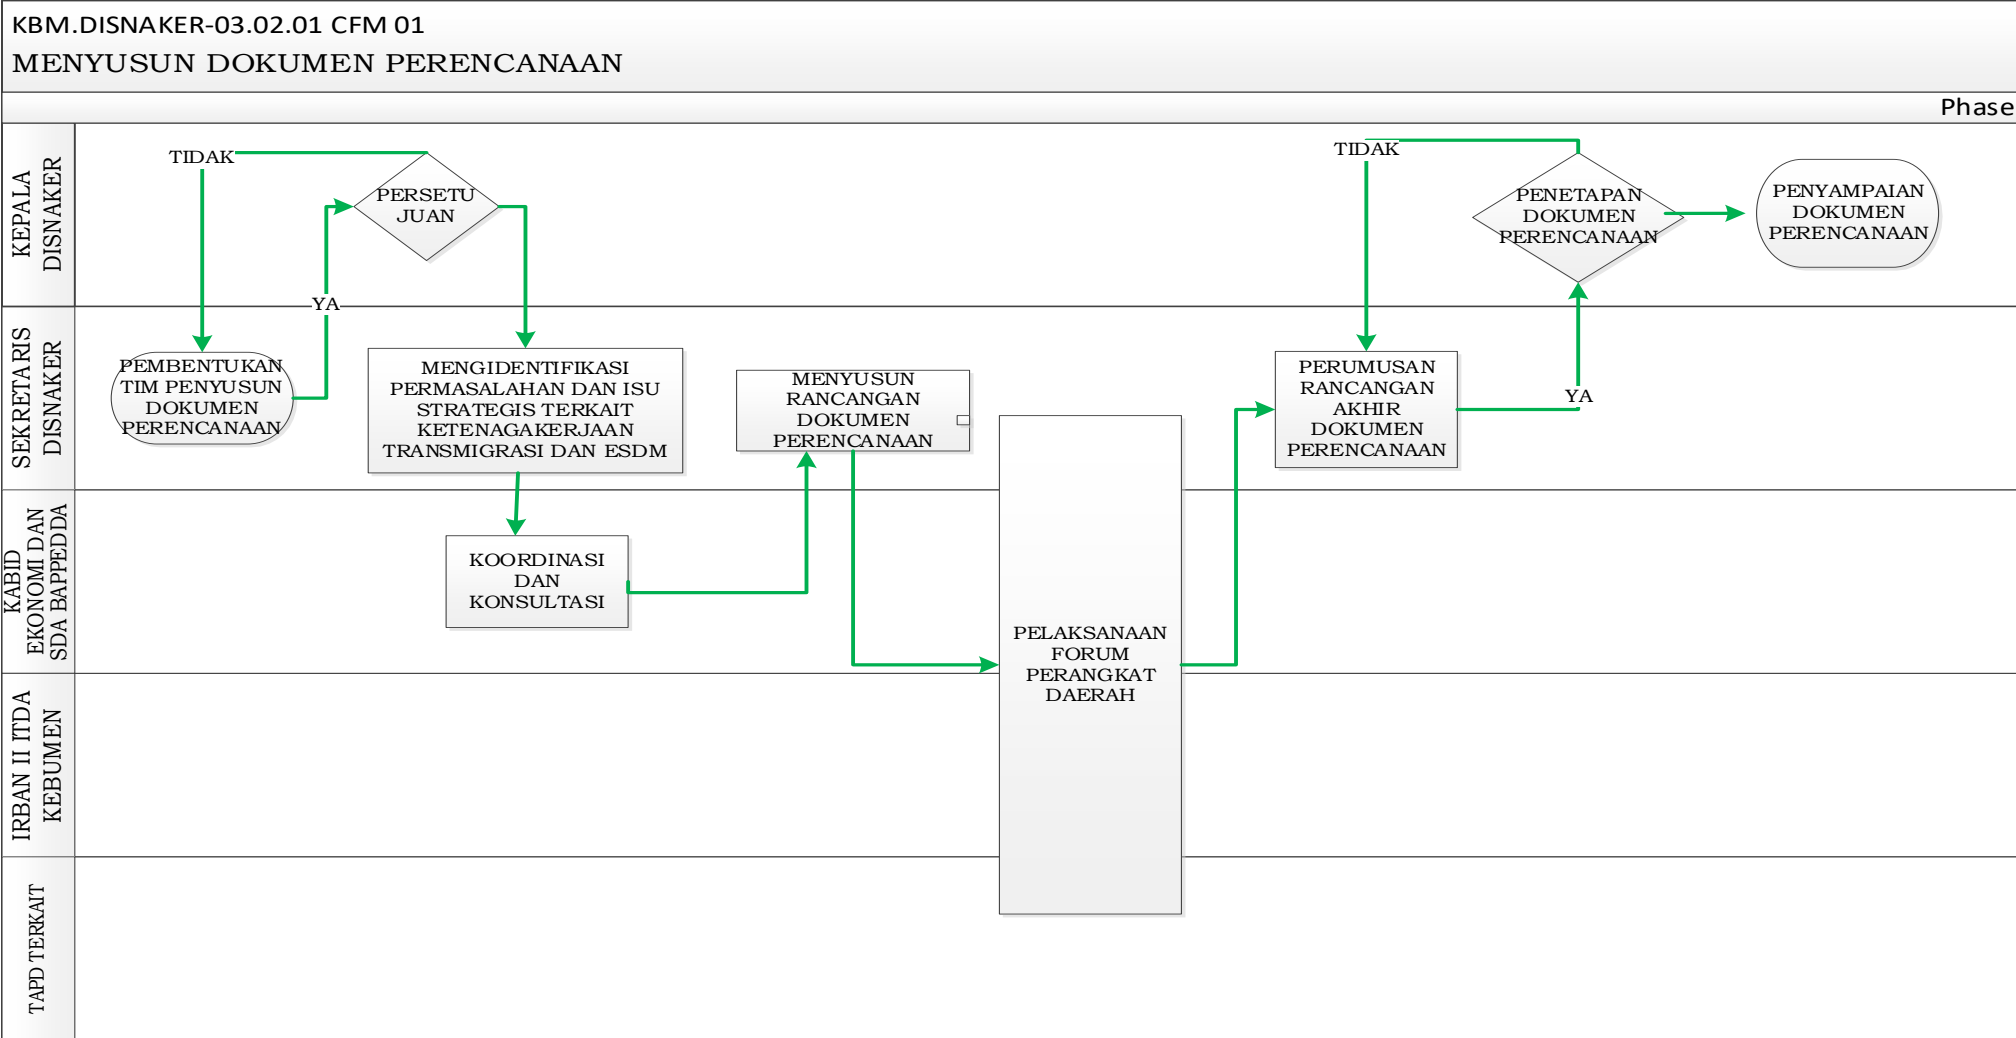 KBM.DISNAKER-03.02.01 CFM 01
MENYUSUN DOKUMEN PERENCANAAN
Phase
KEPALA
DISNAKER
TIDAK
PERSETU
JUAN
TIDAK
PENETAPAN
DOKUMEN
PERENCANAAN
PENYAMPAIAN
DOKUMEN
PERENCANAAN
YA
SEKRETARIS
DISNAKER
PEMBENTUKAN
TIM PENYUSUN
DOKUMEN
PERENCANAAN
MENGIDENTIFIKASI
PERMASALAHAN DAN ISU
STRATEGIS TERKAIT
KETENAGAKERJAAN
TRANSMIGRASI DAN ESDM
MENYUSUN
RANCANGAN
DOKUMEN
PERENCANAAN
PERUMUSAN
RANCANGAN
AKHIR
DOKUMEN
PERENCANAAN
YA
KABID
EKONOMI DAN
SDA BAPPEDDA
KOORDINASI
DAN
KONSULTASI
PELAKSANAAN
FORUM
PERANGKAT
DAERAH
IRBAN II ITDA
KEBUMEN
TAPD TERKAIT